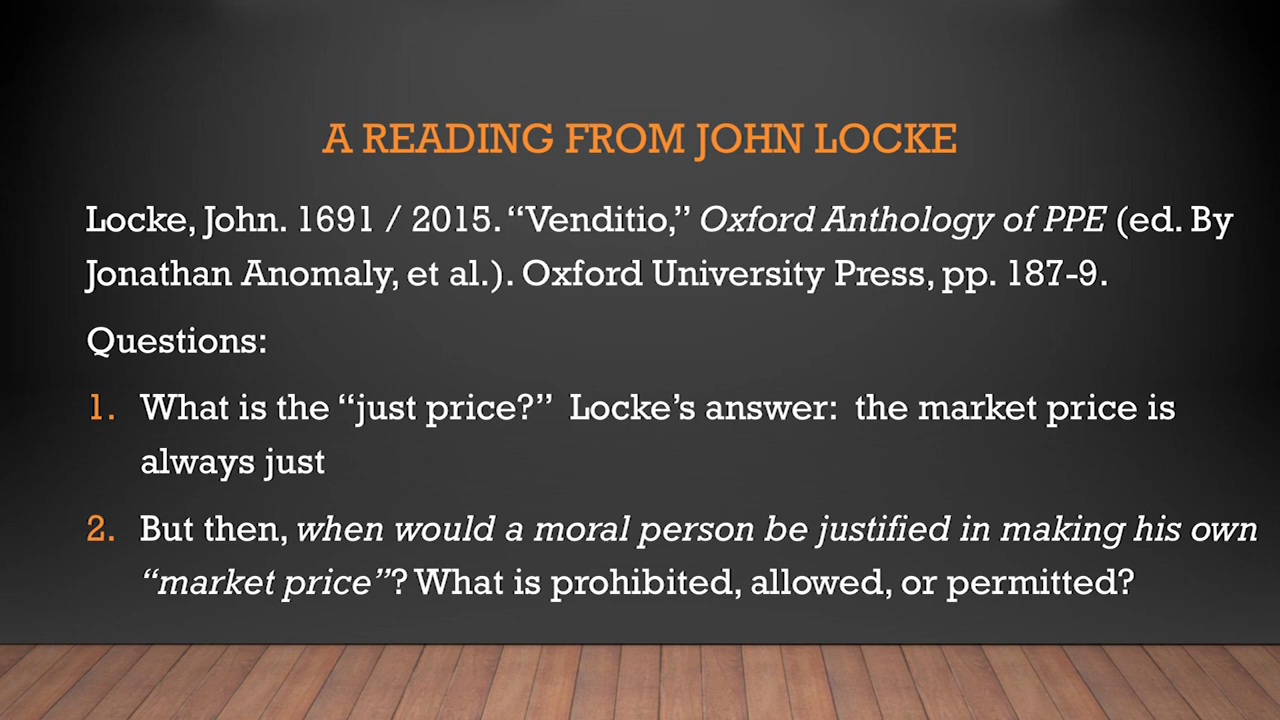 A READING FROM JOHN LOCKE
Locke, John. 1691 / 2015. “Venditio,” Oxford Anthology of PPE (ed. By
Jonathan Anomaly, et al.). Oxford University Press, pp. 187-9.
Questions:
1. What is the “just price?” Locke’s answer: the market price is
always just
2. But then, when would a moral person be justified in making his own
“market price”? What is prohibited, allowed, or permitted?